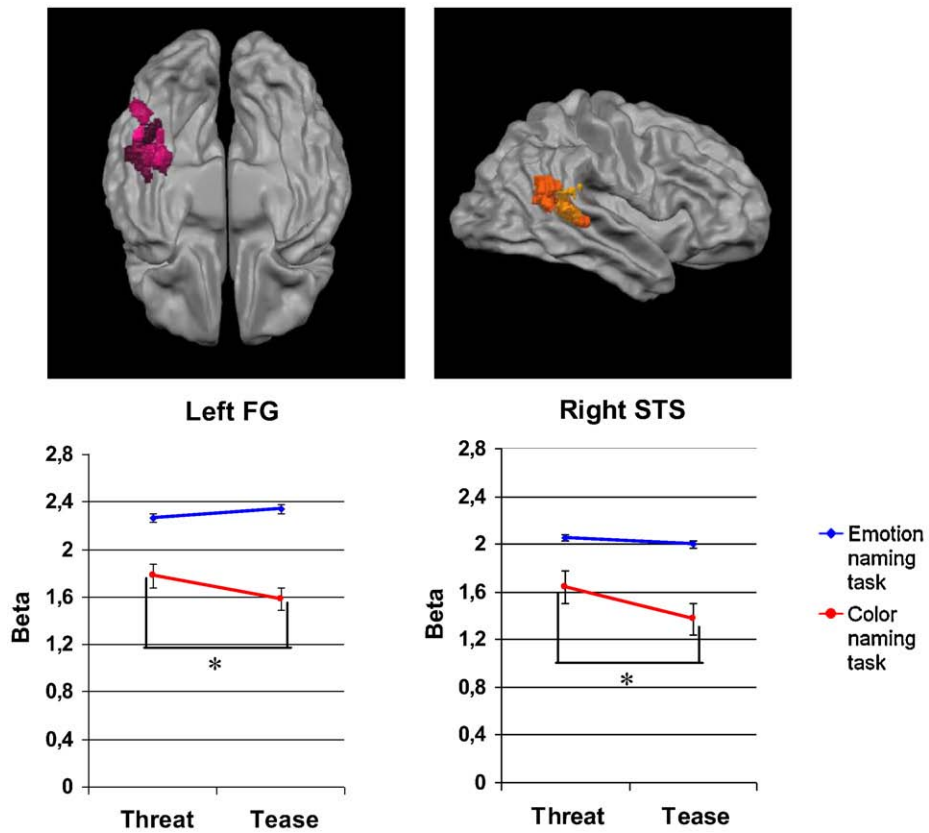 Left FG
2,8
2,4
2
1,6
1,2
0,8
0,4
0
Beta
*
Threat Tease
Right STS
2,8
2,4
2
1,6
1,2
0,8
0,4
0
Beta
*
Threat Tease
Emotion
naming
task
Color
naming
task